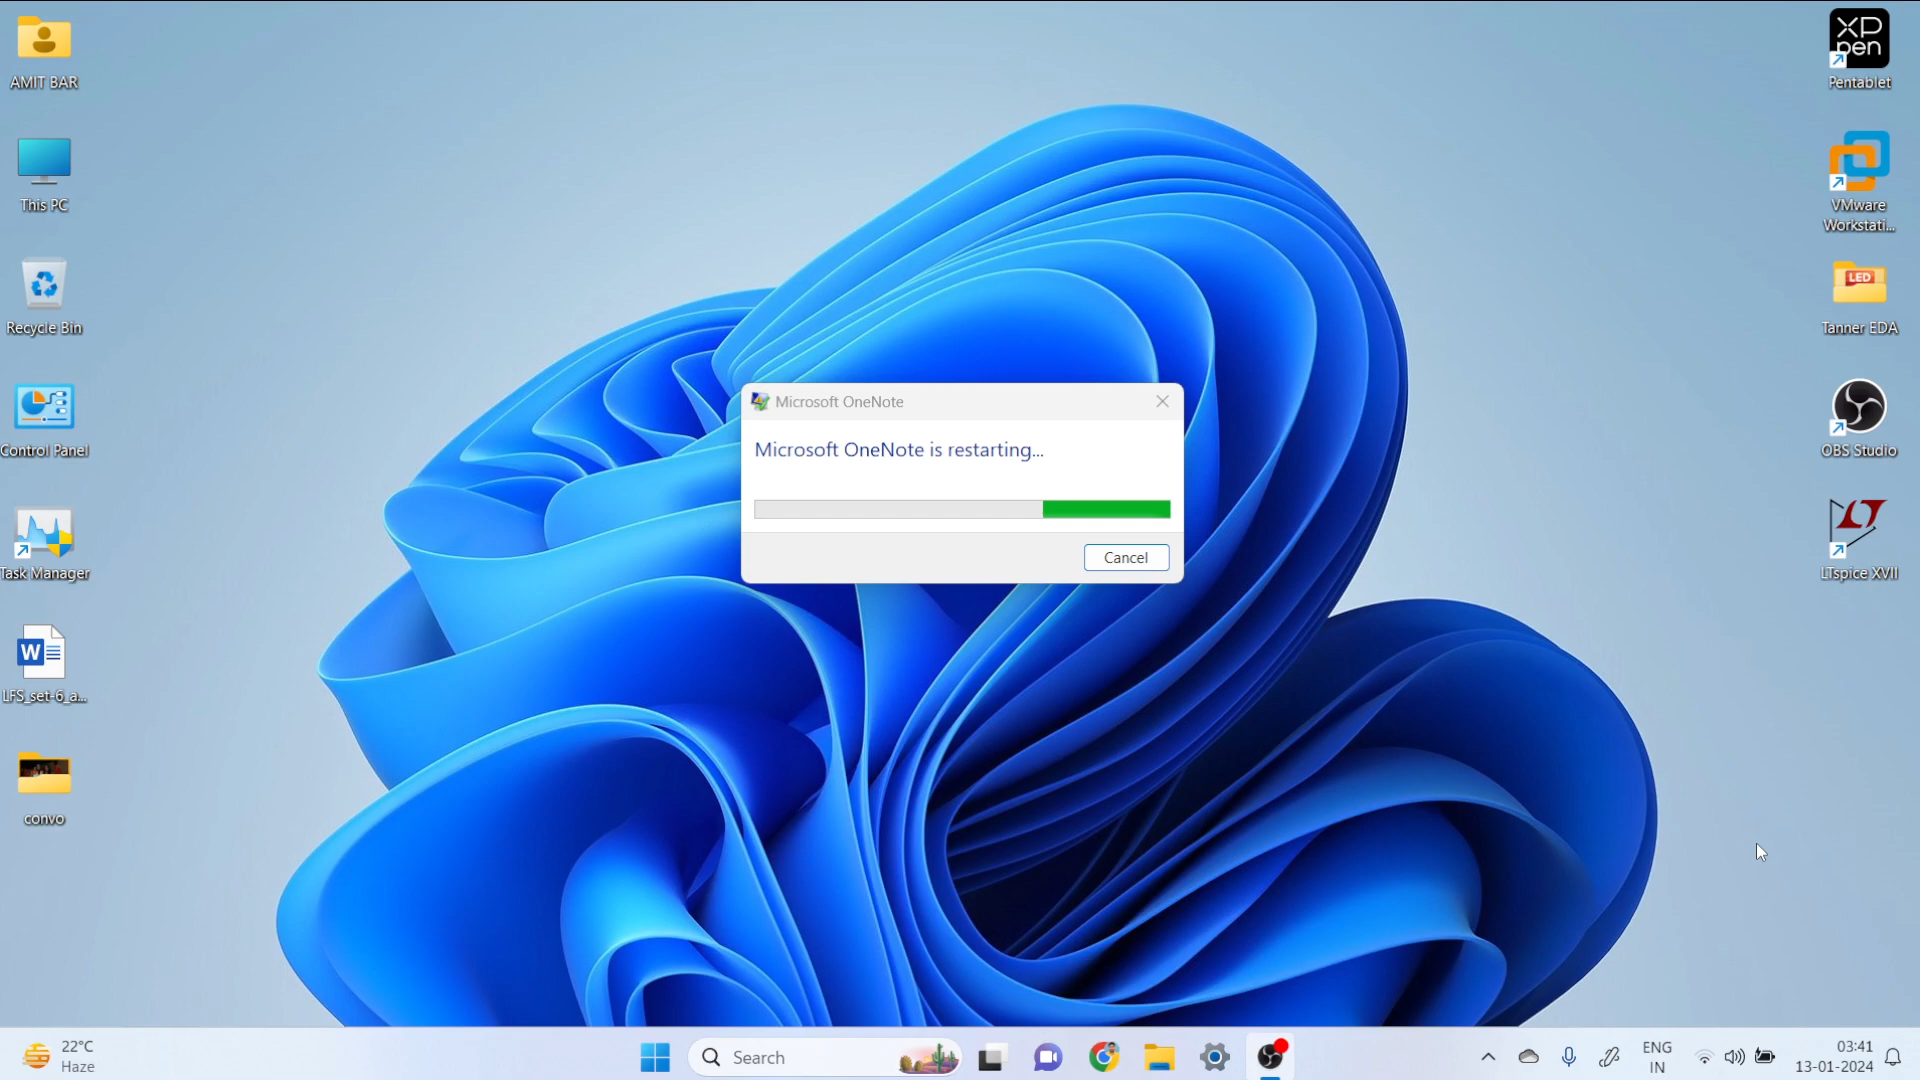 AMIT BAR
This PC
Recycle Bin
Control Panel
Task Manager
W
LFS_set-6_a...
convo
XP
pen
Pentablet
VMware
Workstati...
LED
Tanner EDA
OBS Studio
LT
LTspice XVII
Microsoft OneNote
Microsoft OneNote is restarting...
Cancel
22°C
Haze
Search
ENG
IN
03:41
13-01-2024